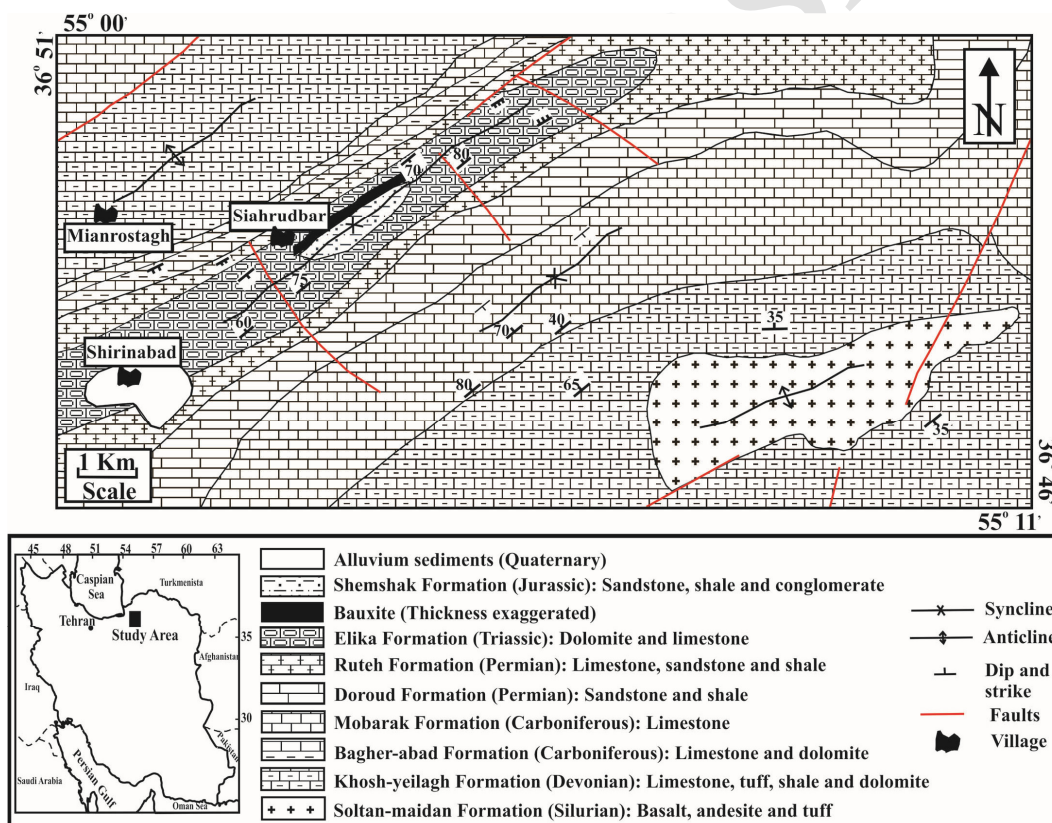 55° 00'
36° 51'
N
70
80
Siahrudbar
Mianrostagh
75
60
Shirinabad
70
40
35
80
65
35
1 Km
Scale
36° 46'
55° 11'
45 48 51 54 57 60 63
Caspian
Sea
Turkmenista
Tehran
Study Area
35
Afghanistan
Iraq
30
Pakistan
Saudi Arabia
Persian Gulf
Oman Sea
Alluvium sediments (Quaternary)
Shemshak Formation (Jurassic): Sandstone, shale and conglomerate
Bauxite (Thickness exaggerated)
Elika Formation (Triassic): Dolomite and limestone
Ruteh Formation (Permian): Limestone, sandstone and shale
Doroud Formation (Permian): Sandstone and shale
Mobarak Formation (Carboniferous): Limestone
Bagher-abad Formation (Carboniferous): Limestone and dolomite
Khosh-yeilagh Formation (Devonian): Limestone, tuff, shale and dolomite
Soltan-maidan Formation (Silurian): Basalt, andesite and tuff
Syncline
Anticline
Dip and
strike
Faults
Village